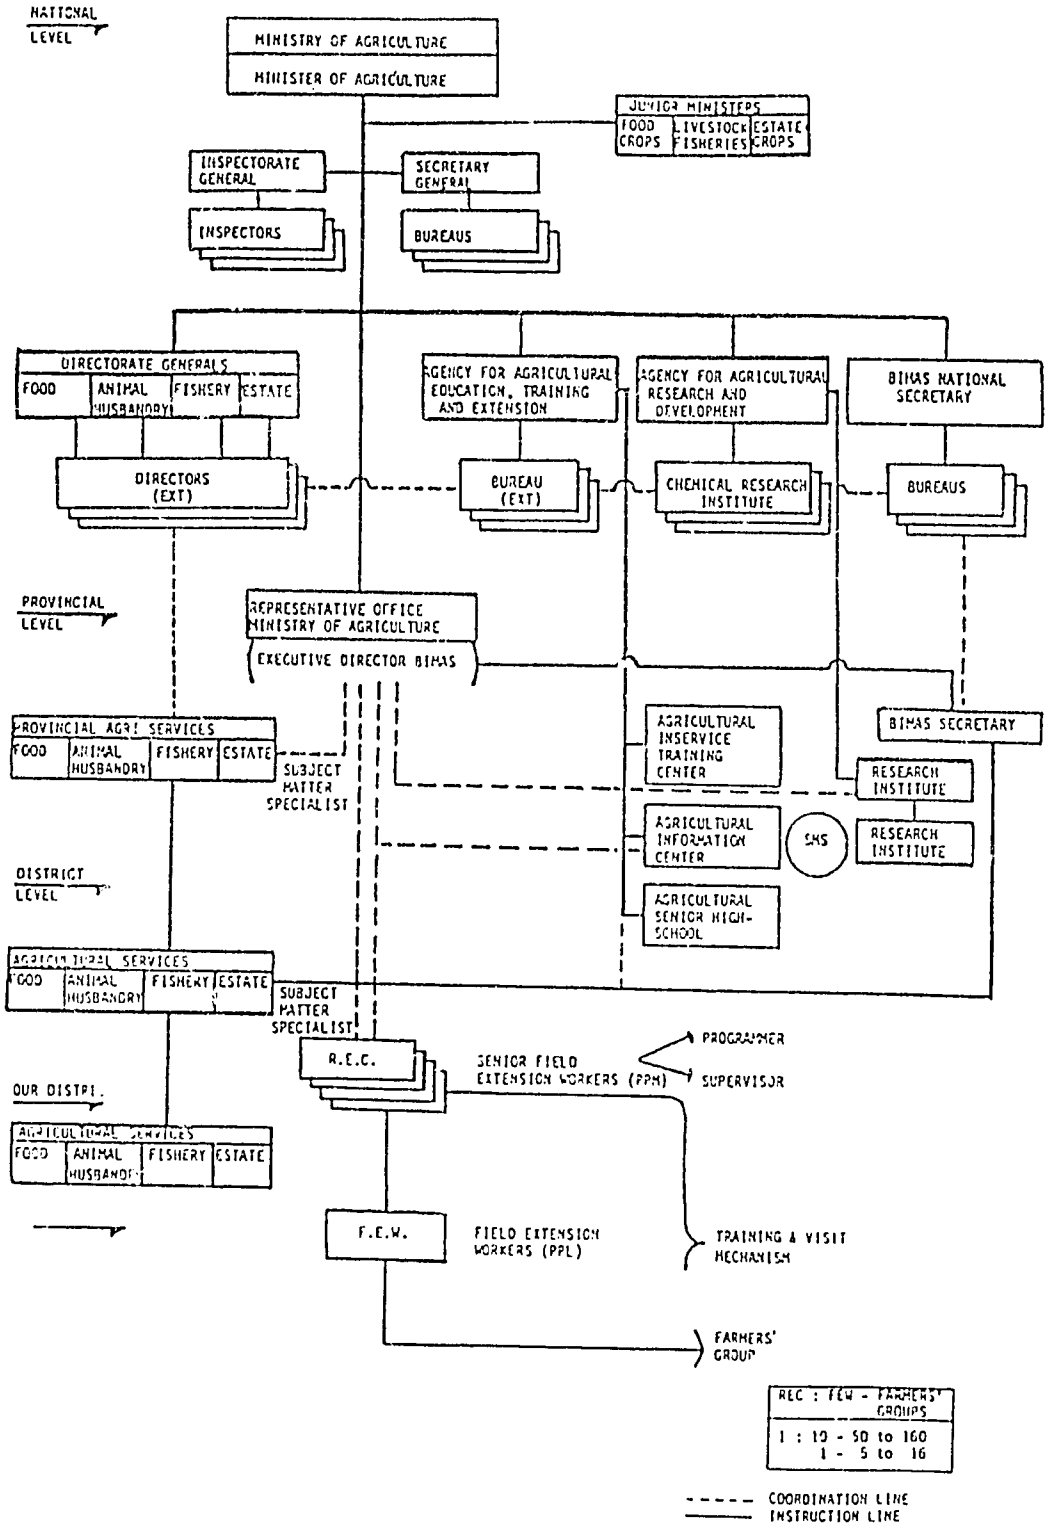 NATIONAL
LEVEL
MINISTRY OF AGRICULTURE
MINISTER OF AGRICULTURE
JUNIOR MINISTERS
FOOD CROPS
LIVESTOCK FISHERIES
ESTATE CROPS
INSPECTORATE
GENERAL
SECRETARY
GENERAL
INSPECTORS
BUREAUS
DIRECTORATE GENERALS
FOOD
ANIMAL HUSBANDRY
FISHERY
ESTATE
AGENCY FOR AGRICULTURAL
EDUCATION, TRAINING
AND EXTENSION
AGENCY FOR AGRICULTURAL
RESEARCH AND
DEVELOPMENT
BIMAS NATIONAL
SECRETARY
DIRECTORS
(EXT)
BUREAU
(EXT)
CHEMICAL RESEARCH
INSTITUTE
BUREAUS
PROVINCIAL
LEVEL
REPRESENTATIVE OFFICE
MINISTRY OF AGRICULTURE
(EXECUTIVE DIRECTOR BIMAS)
PROVINCIAL AGRI SERVICES
FOOD
ANIMAL HUSBANDRY
FISHERY
ESTATE
SUBJECT
MATTER
SPECIALIST
AGRICULTURAL
INSERVICE
TRAINING
CENTER
BIMAS SECRETARY
RESEARCH
INSTITUTE
AGRICULTURAL
INFORMATION
CENTER
SMS
RESEARCH
INSTITUTE
DISTRICT
LEVEL
AGRICULTURAL
SENIOR HIGH-
SCHOOL
AGRICULTURAL SERVICES
FOOD
ANIMAL HUSBANDRY
FISHERY
ESTATE
SUBJECT
MATTER
SPECIALIST
R.E.C.
SENIOR FIELD
EXTENSION WORKERS (PPM)
PROGRAMMER
SUPERVISOR
OUR DISTRI.
AGRICULTURAL SERVICES
FOOD
ANIMAL HUSBANDRY
FISHERY
ESTATE
F.E.W.
FIELD EXTENSION
WORKERS (PPL)
TRAINING & VISIT
MECHANISM
FARMERS'
GROUP
REC : FEW - FARMERS'
GROUPS
1 : 10 - 50 to 160
1 - 5 to 16
COORDINATION LINE
INSTRUCTION LINE